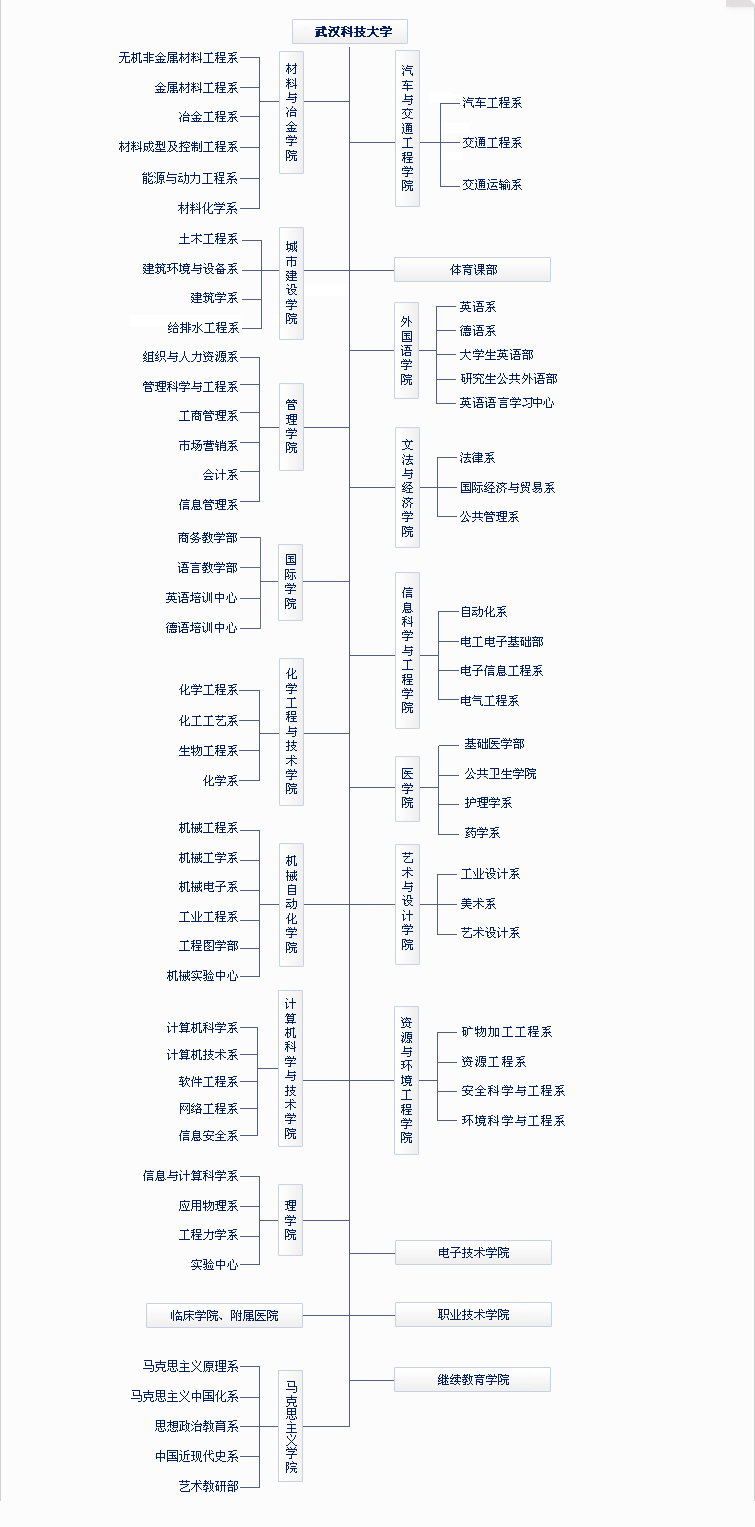 武汉科技大学
材料与冶金学院
无机非金属材料工程系
金属材料工程系
冶金工程系
材料成型及控制工程系
能源与动力工程系
材料化学系
城市建设学院
土木工程系
建筑环境与设备系
建筑学系
给排水工程系
管理学院
组织与人力资源系
管理科学与工程系
工商管理系
市场营销系
会计系
信息管理系
国际学院
商务教学部
语言教学部
英语培训中心
德语培训中心
化学工程与技术学院
化学工程系
化工工艺系
生物工程系
化学系
机械自动化学院
机械工程系
机械工学系
机械电子系
工业工程系
工程图学部
机械实验中心
计算机科学与技术学院
计算机科学系
计算机技术系
软件工程系
网络工程系
信息安全系
理学院
信息与计算科学系
应用物理系
工程力学系
实验中心
临床学院、附属医院
马克思主义学院
马克思主义原理系
马克思主义中国化系
思想政治教育系
中国近现代史系
艺术教研部
汽车与交通工程学院
汽车工程系
交通工程系
交通运输系
体育课部
外国语学院
英语系
德语系
大学生英语部
研究生公共外语部
英语语言学习中心
文法与经济学院
法律系
国际经济与贸易系
公共管理系
信息科学与工程学院
自动化系
电工电子基础部
电子信息工程系
电气工程系
医学院
基础医学部
公共卫生学院
护理学系
药学系
艺术与设计学院
工业设计系
美术系
艺术设计系
资源与环境工程学院
矿物加工工程系
资源工程系
安全科学与工程系
环境科学与工程系
电子技术学院
职业技术学院
继续教育学院